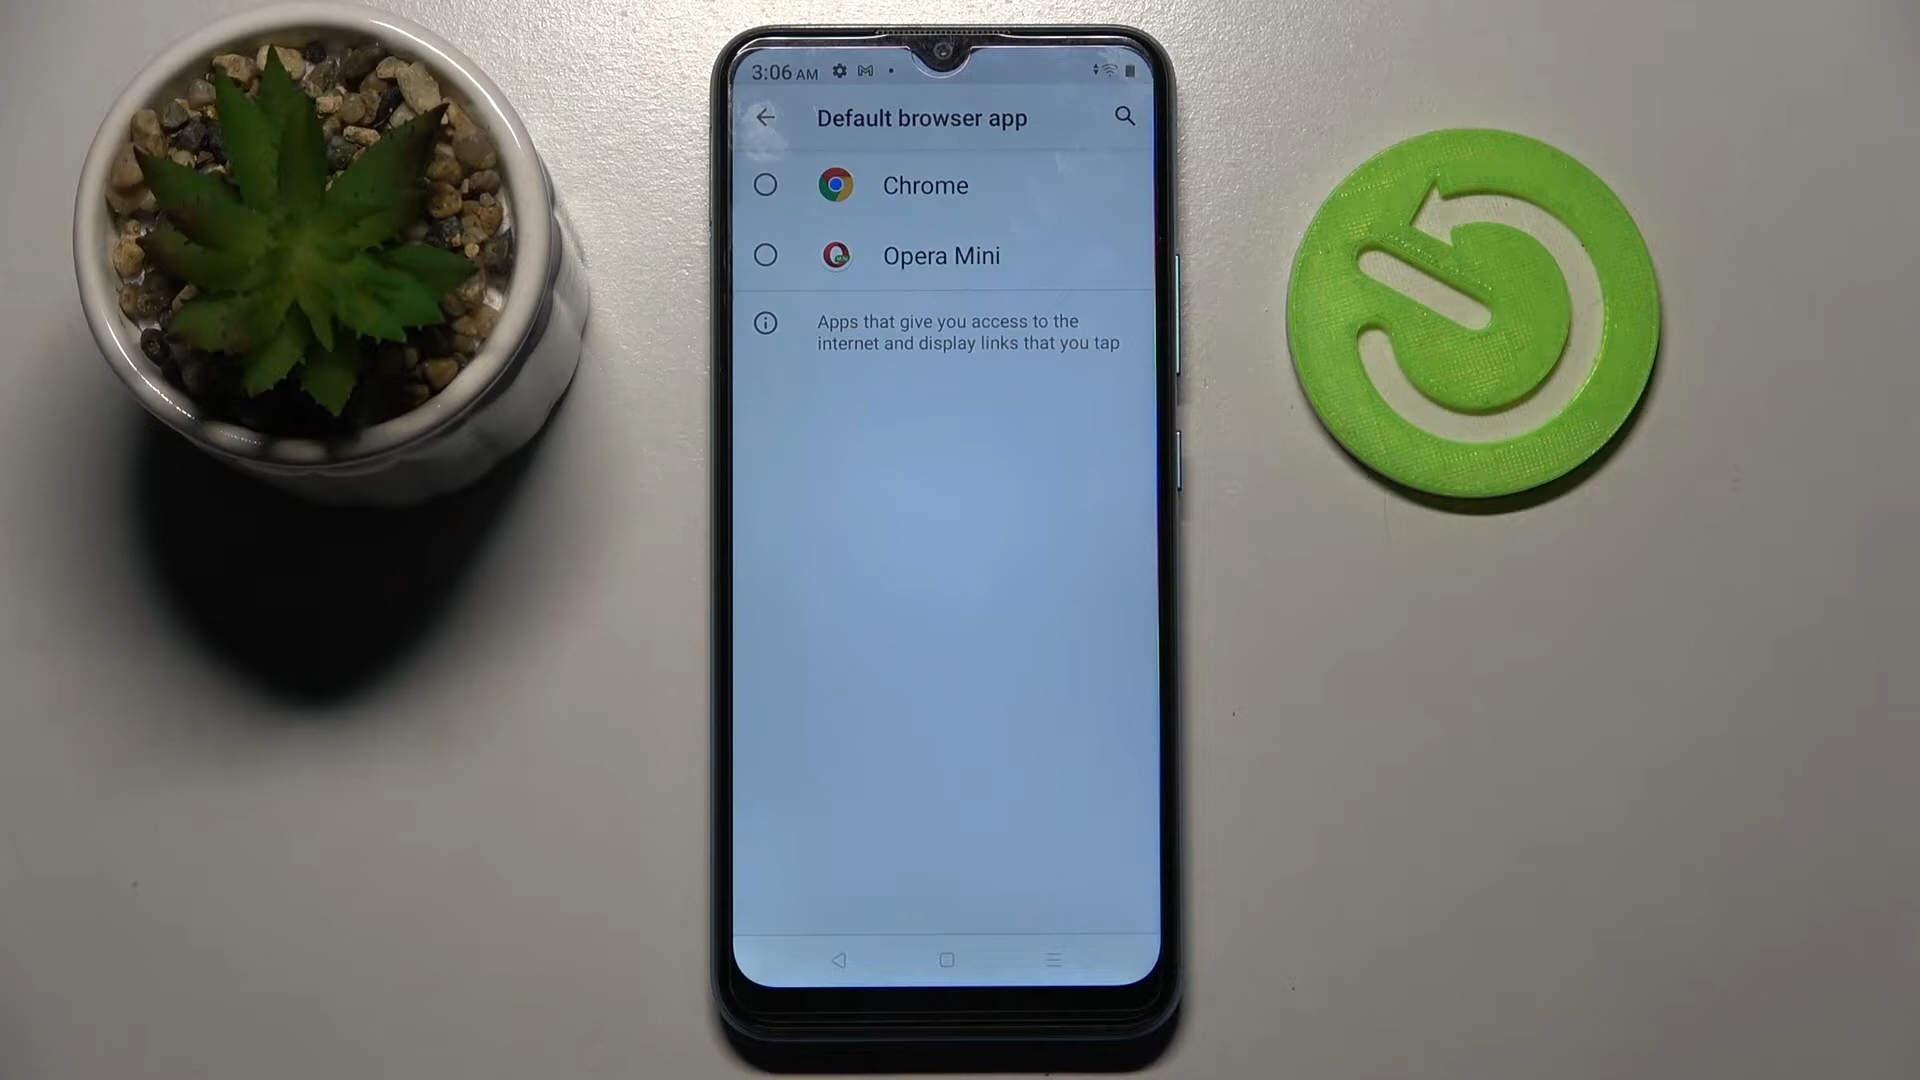 3:06 AM
Default browser app
Chrome
Opera Mini
Apps that give you access to the
internet and display links that you tap